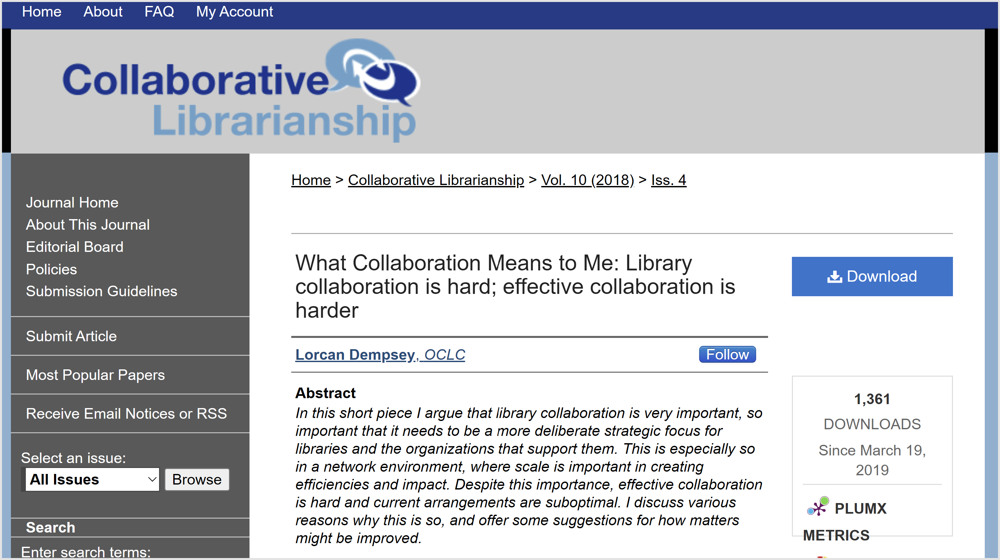 Home About FAQ My Account
Collaborative
Librarianship
Journal Home
About This Journal
Editorial Board
Policies
Submission Guidelines
Submit Article
Most Popular Papers
Receive Email Notices or RSS
Select an issue:
All Issues Browse
Search
Enter search terms:
Home > Collaborative Librarianship > Vol. 10 (2018) > Iss. 4
What Collaboration Means to Me: Library
collaboration is hard; effective collaboration is
harder
Lorcan Dempsey, OCLC Follow
Abstract
In this short piece I argue that library collaboration is very important, so
important that it needs to be a more deliberate strategic focus for
libraries and the organizations that support them. This is especially so
in a network environment, where scale is important in creating
efficiencies and impact. Despite this importance, effective collaboration
is hard and current arrangements are suboptimal. I discuss various
reasons why this is so, and offer some suggestions for how matters
might be improved.
Download
1,361
DOWNLOADS
Since March 19,
2019
PLUMX
METRICS